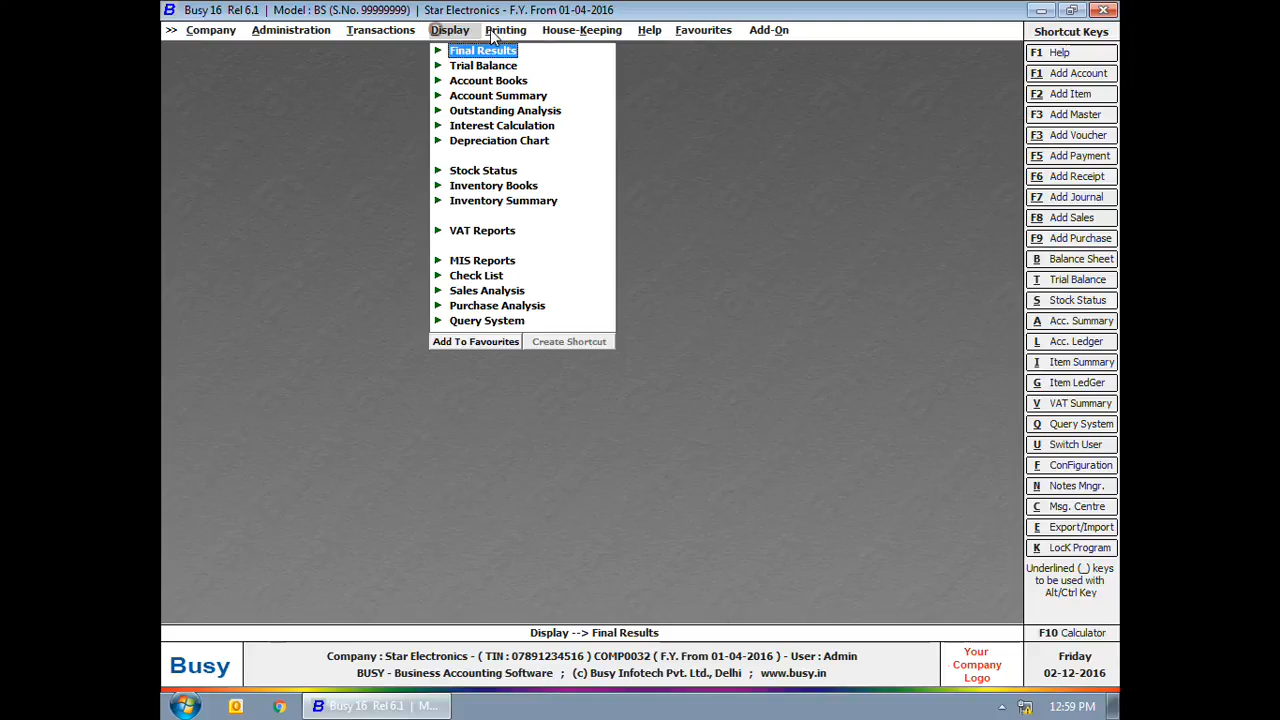 Busy 16 Rel 6.1 | Model : BS (S.No. 99999999) | Star Electronics - F.Y. From 01-04-2016
>> Company Administration Transactions Display Printing House-Keeping Help Favourites Add-On
Final Results
Trial Balance
Account Books
Account Summary
Outstanding Analysis
Interest Calculation
Depreciation Chart
Stock Status
Inventory Books
Inventory Summary
VAT Reports
MIS Reports
Check List
Sales Analysis
Purchase Analysis
Query System
Add To Favourites Create Shortcut
Shortcut Keys
F1 Help
F1 Add Account
F2 Add Item
F3 Add Master
F3 Add Voucher
F5 Add Payment
F6 Add Receipt
F7 Add Journal
F8 Add Sales
F9 Add Purchase
B Balance Sheet
T Trial Balance
S Stock Status
A Acc. Summary
L Acc. Ledger
I Item Summary
G Item LedGer
V VAT Summary
Q Query System
U Switch User
F ConFiguration
N Notes Mngr.
C Msg. Centre
E Export/Import
K LocK Program
Underlined (_) keys
to be used with
Alt/Ctrl Key
Display --> Final Results
F10 Calculator
Busy
Company : Star Electronics - ( TIN : 07891234516 ) COMP0032 ( F.Y. From 01-04-2016 ) - User : Admin
BUSY - Business Accounting Software ; (c) Busy Infotech Pvt. Ltd., Delhi ; www.busy.in
Your
Company
Logo
Friday
02-12-2016
Busy 16 Rel 6.1 | M...
12:59 PM